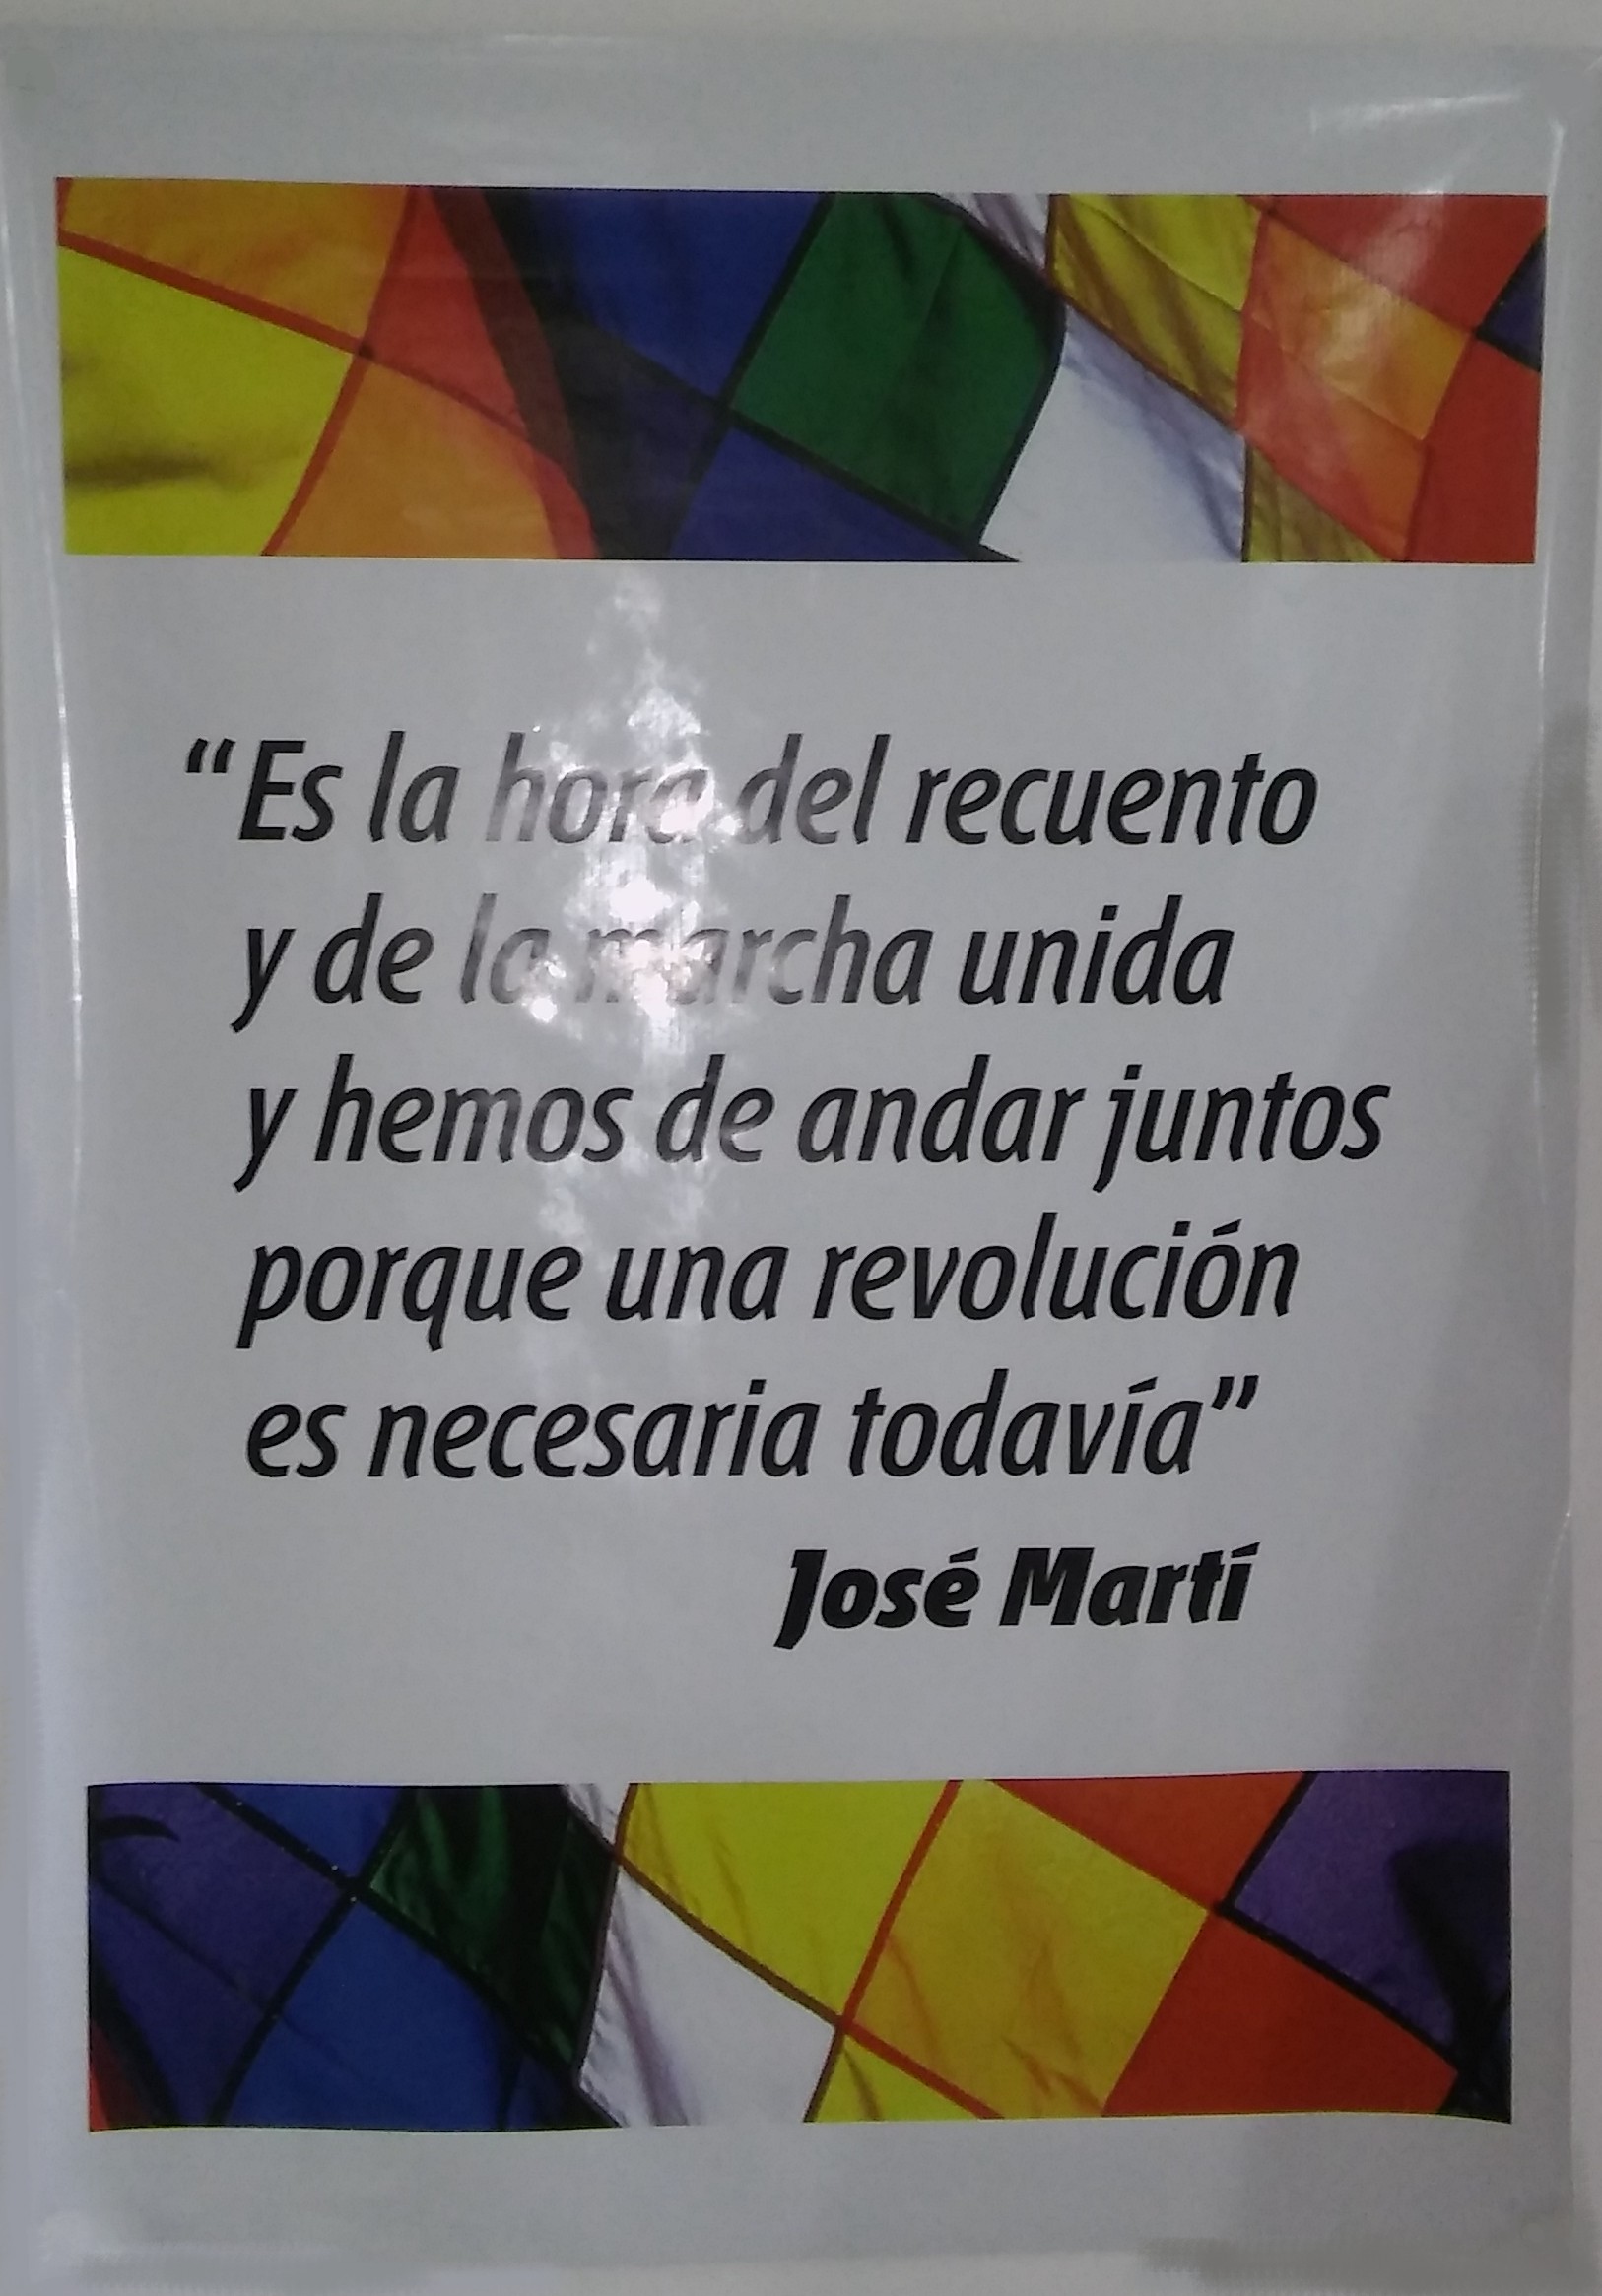 “Es la hora del recuento
y de la marcha unida
y hemos de andar juntos
porque una revolución
es necesaria todavía”
José Martí